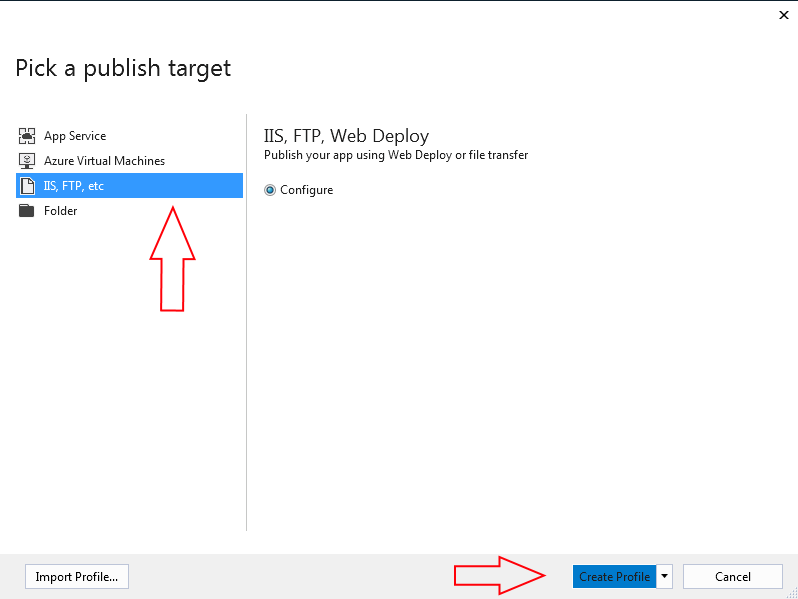 Pick a publish target
App Service
Azure Virtual Machines
IIS, FTP, etc
Folder
IIS, FTP, Web Deploy
Publish your app using Web Deploy or file transfer
Configure
Import Profile...
Create Profile
Cancel